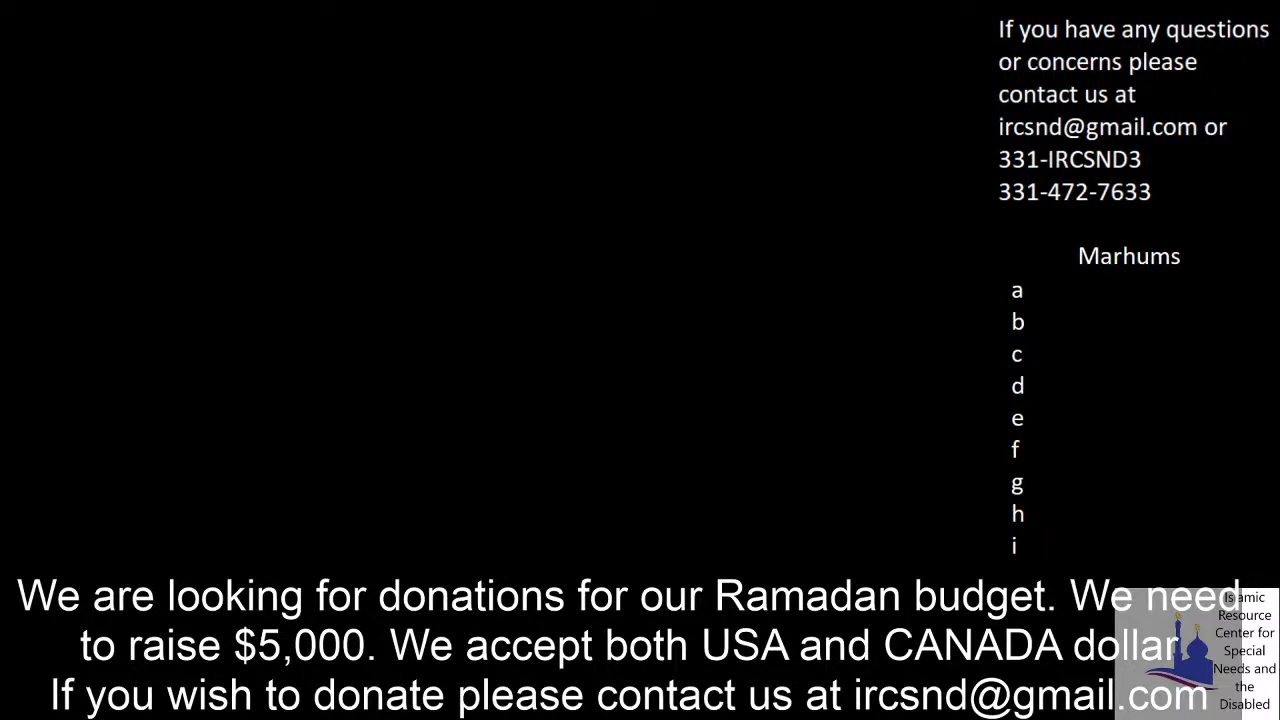 If you have any questions
or concerns please
contact us at
ircsnd@gmail.com or
331-IRCSND3
331-472-7633
Marhums
a
b
c
d
e
f
g
h
i
We are looking for donations for our Ramadan budget. We need
to raise $5,000. We accept both USA and CANADA dollar
If you wish to donate please contact us at ircsnd@gmail.com
Islamic
Resource
Center for
Special
Needs and
the
Disabled